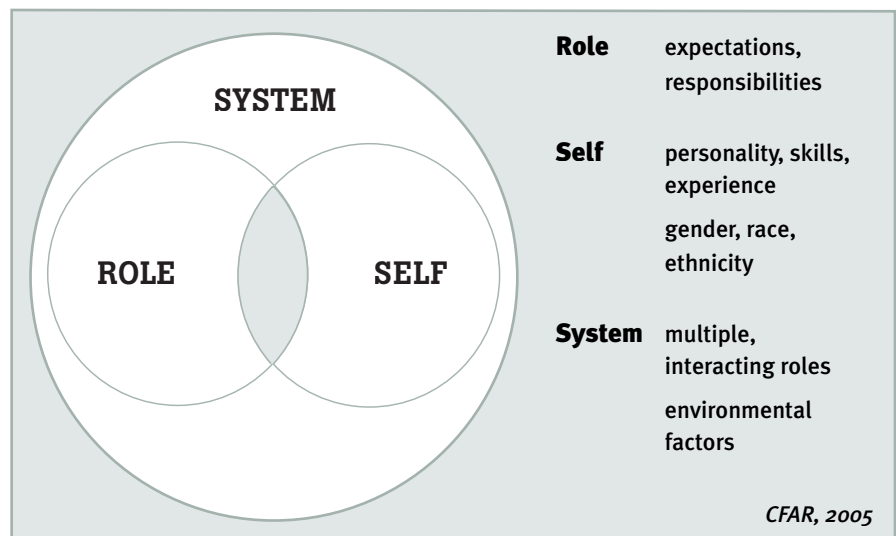 SYSTEM
ROLE
SELF
Role expectations,
responsibilities
Self personality, skills,
experience
gender, race,
ethnicity
System multiple,
interacting roles
environmental
factors
CFAR, 2005